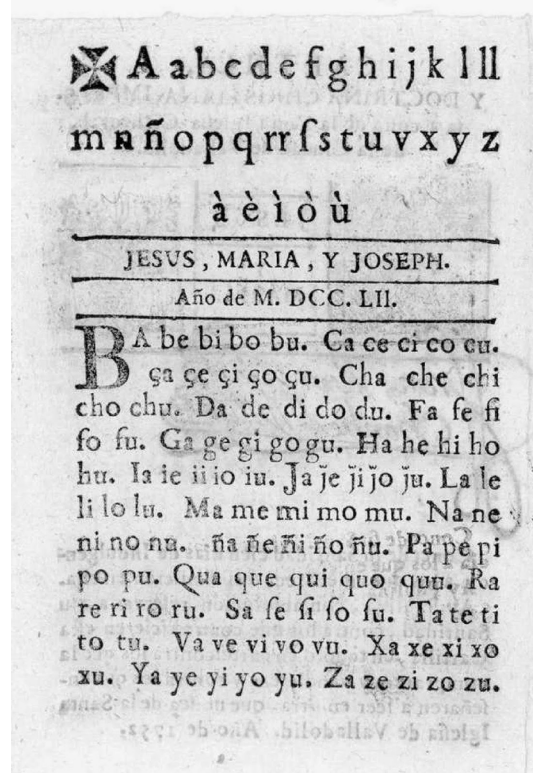 ✠ A a b c d e f g h i j k l ll
m n ñ o p q rr ſ s t u v x y z
à è ì ò ù
JESUS, MARIA, Y JOSEPH.
Año de M. DCC. LII.
BA be bi bo bu. Ca ce ci co cu.
ça çe çi ço çu. Cha che chi
cho chu. Da de di do du. Fa fe fi
fo fu. Ga ge gi go gu. Ha he hi ho
hu. Ia ie ii io iu. Ja je ji jo ju. La le
li lo lu. Ma me mi mo mu. Na ne
ni no nu. ña ñe ñi ño ñu. Pa pe pi
po pu. Qua que qui quo quu. Ra
re ri ro ru. Sa ſe ſi ſo ſu. Ta te ti
to tu. Va ve vi vo vu. Xa xe xi xo
xu. Ya ye yi yo yu. Za ze zi zo zu.